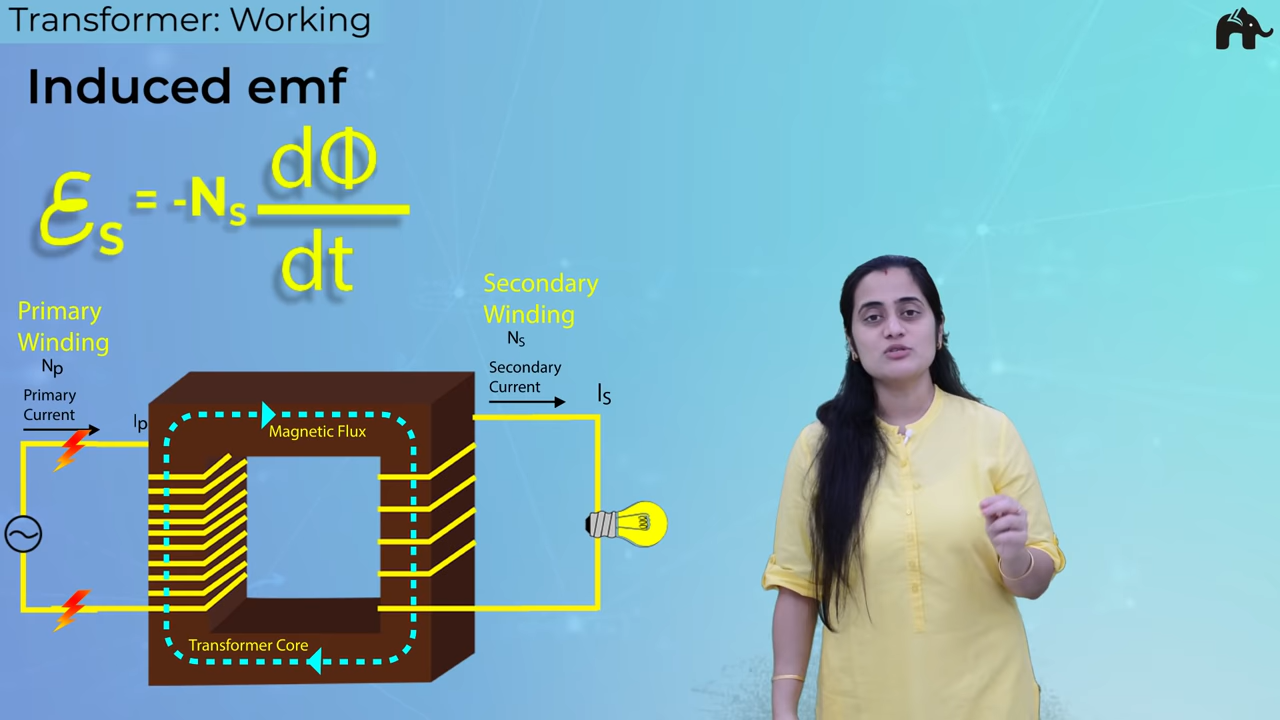 Transformer: Working
Induced emf
ℰS = -NS dΦ/dt
Primary
Winding
NP
Primary
Current
IP
Secondary
Winding
NS
Secondary
Current
IS
Magnetic Flux
Transformer Core